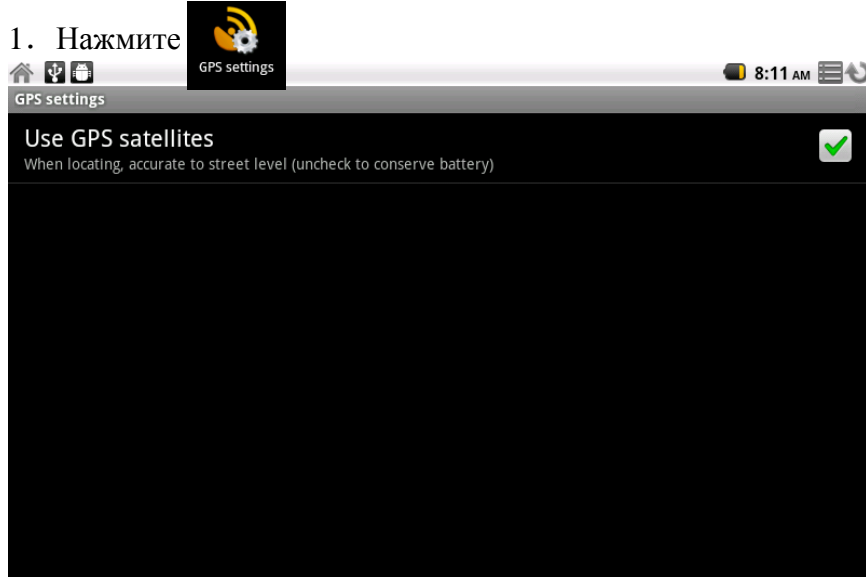 1. Нажмите
GPS settings
8:11 AM
GPS settings
Use GPS satellites
When locating, accurate to street level (uncheck to conserve battery)